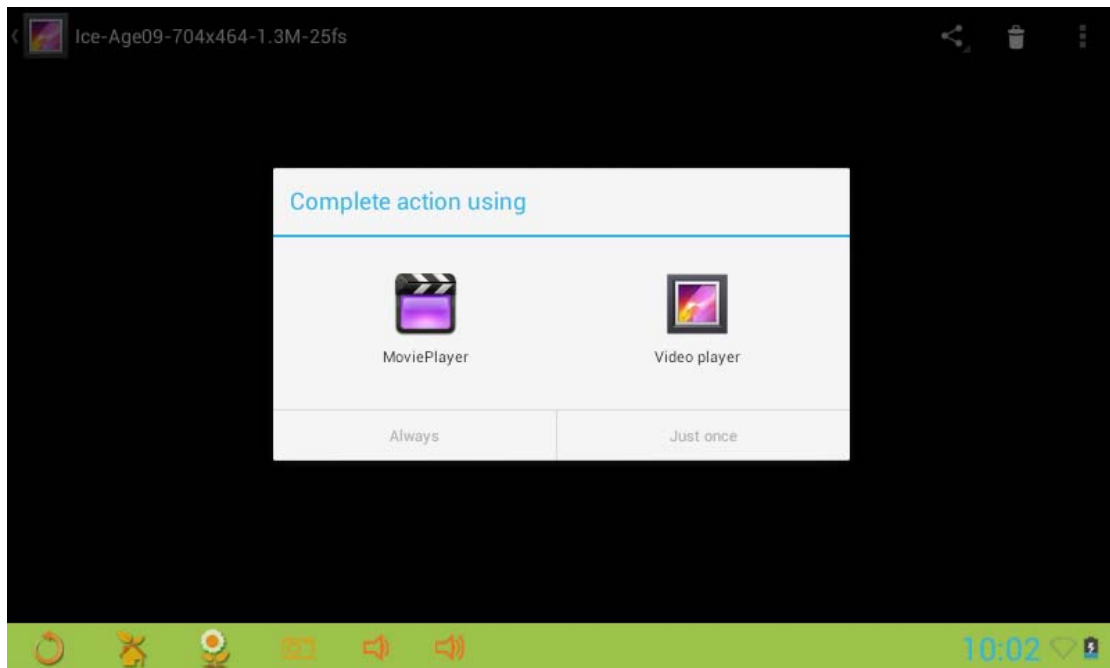 Ice-Age09-704x464-1.3M-25fs
Complete action using
MoviePlayer Video player
Always Just once
10:02